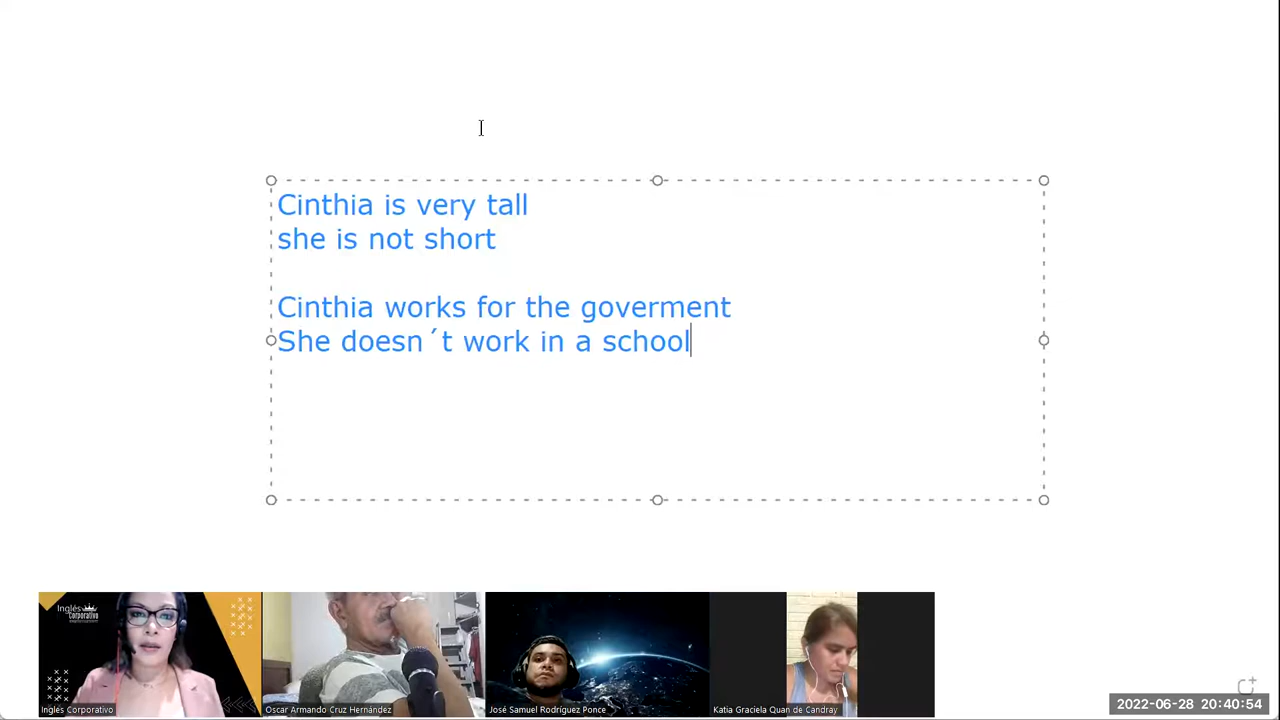 Cinthia is very tall
she is not short
Cinthia works for the goverment
She doesn´t work in a school
Inglés
Corporativo
Inglés Corporativo
Oscar Armando Cruz Hernández
José Samuel Rodríguez Ponce
Katia Graciela Quan de Candray
2022-06-28 20:40:54